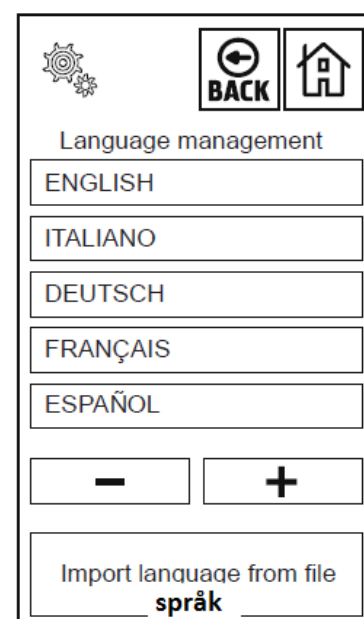 BACK
Language management
ENGLISH
ITALIANO
DEUTSCH
FRANÇAIS
ESPAÑOL
− +
Import language from file
språk